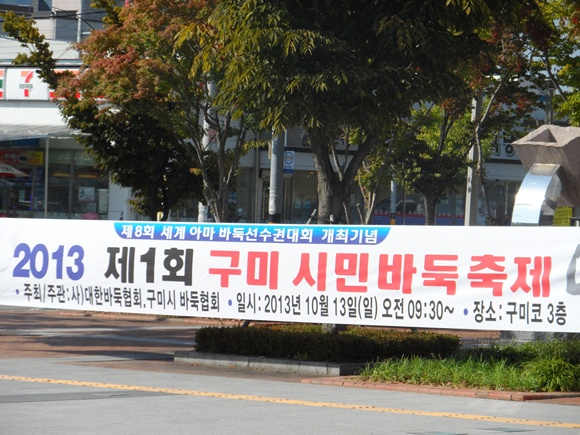 제8회 세계 아마 바둑선수권대회 개최기념
2013 제1회 구미 시민바둑축제
• 주최/주관:사)대한바둑협회.구미시 바둑협회 • 일시: 2013년 10월 13일(일) 오전 09:30~ • 장소: 구미코 3층
7